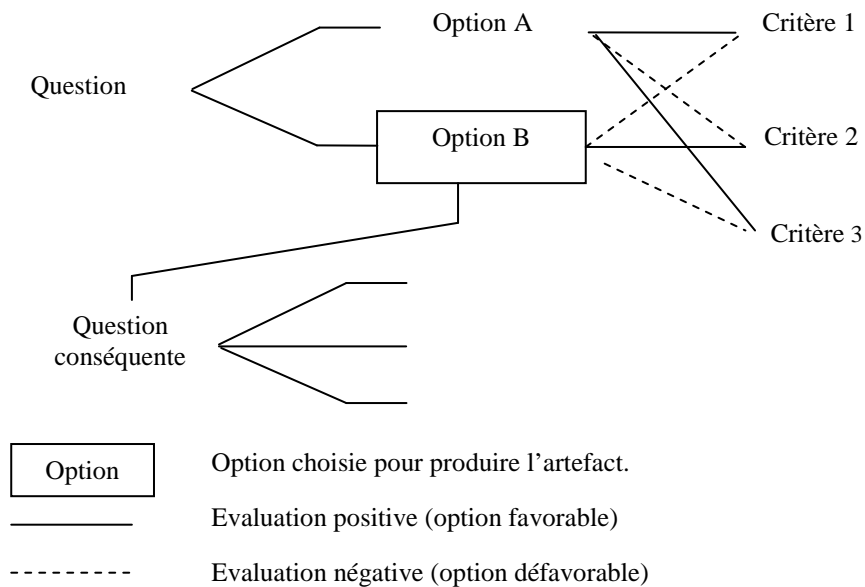 Option A
Critère 1
Question
Option B
Critère 2
Critère 3
Question
conséquente
Option
Option choisie pour produire l'artefact.
Evaluation positive (option favorable)
Evaluation négative (option défavorable)